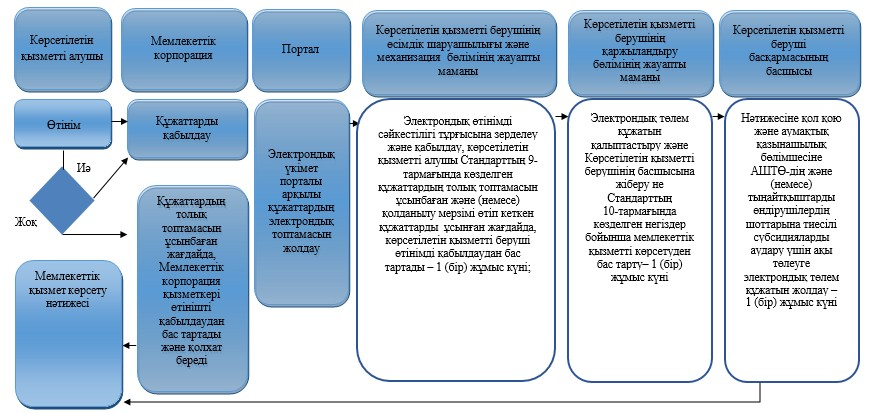 Көрсетілетін
қызметті алушы
Мемлекеттік
корпорация
Портал
Көрсетілетін қызметті берушінің
өсімдік шаруашылығы және
механизация бөлімінің жауапты
маманы
Көрсетілетін қызметті
берушінің
қаржыландыру
бөлімінің жауапты
маманы
Көрсетілетін қызметті
беруші
басқармасының
басшысы
Өтінім
Құжаттарды
қабылдау
Иә
Жоқ
Құжаттардың
толық
топтамасын
ұсынбаған
жағдайда,
Мемлекеттік
корпорация
қызметкері
өтінішті
қабылдаудан
бас тартады
және қолхат
береді
Мемлекеттік
қызмет көрсету
нәтижесі
Электрондық
үкімет
порталы
арқылы
құжаттардың
электрондық
топтамасын
жолдау
Электрондық өтінімді
сәйкестілігі тұрғысына зерделеу
және қабылдау, көрсетілетін
қызметті алушы Стандарттың 9-
тармағында көзделген
құжаттардың толық топтамасын
ұсынбаған және (немесе)
қолданылу мерзімі өтіп кеткен
құжаттарды ұсынған жағдайда,
көрсетілетін қызметті беруші
өтінімді қабылдаудан бас
тартады – 1 (бір) жұмыс күні;
Электрондық төлем
құжатын
қалыптастыру және
Көрсетілетін қызметті
берушінің басшысына
жіберу не
Стандарттың
10-тармағында
көзделген негіздер
бойынша мемлекеттік
қызметті көрсетуден
бас тарту– 1 (бір)
жұмыс күні
Нәтижесіне қол қою
және аумақтық
қазынашылық
бөлімшесіне
АШТӨ-дің және
(немесе)
тыңайтқыштарды
өндірушілердің
шоттарына тиесілі
субсидияларды
аудару үшін ақы
төлеуге
электрондық төлем
құжатын жолдау –
1 (бір) жұмыс күні